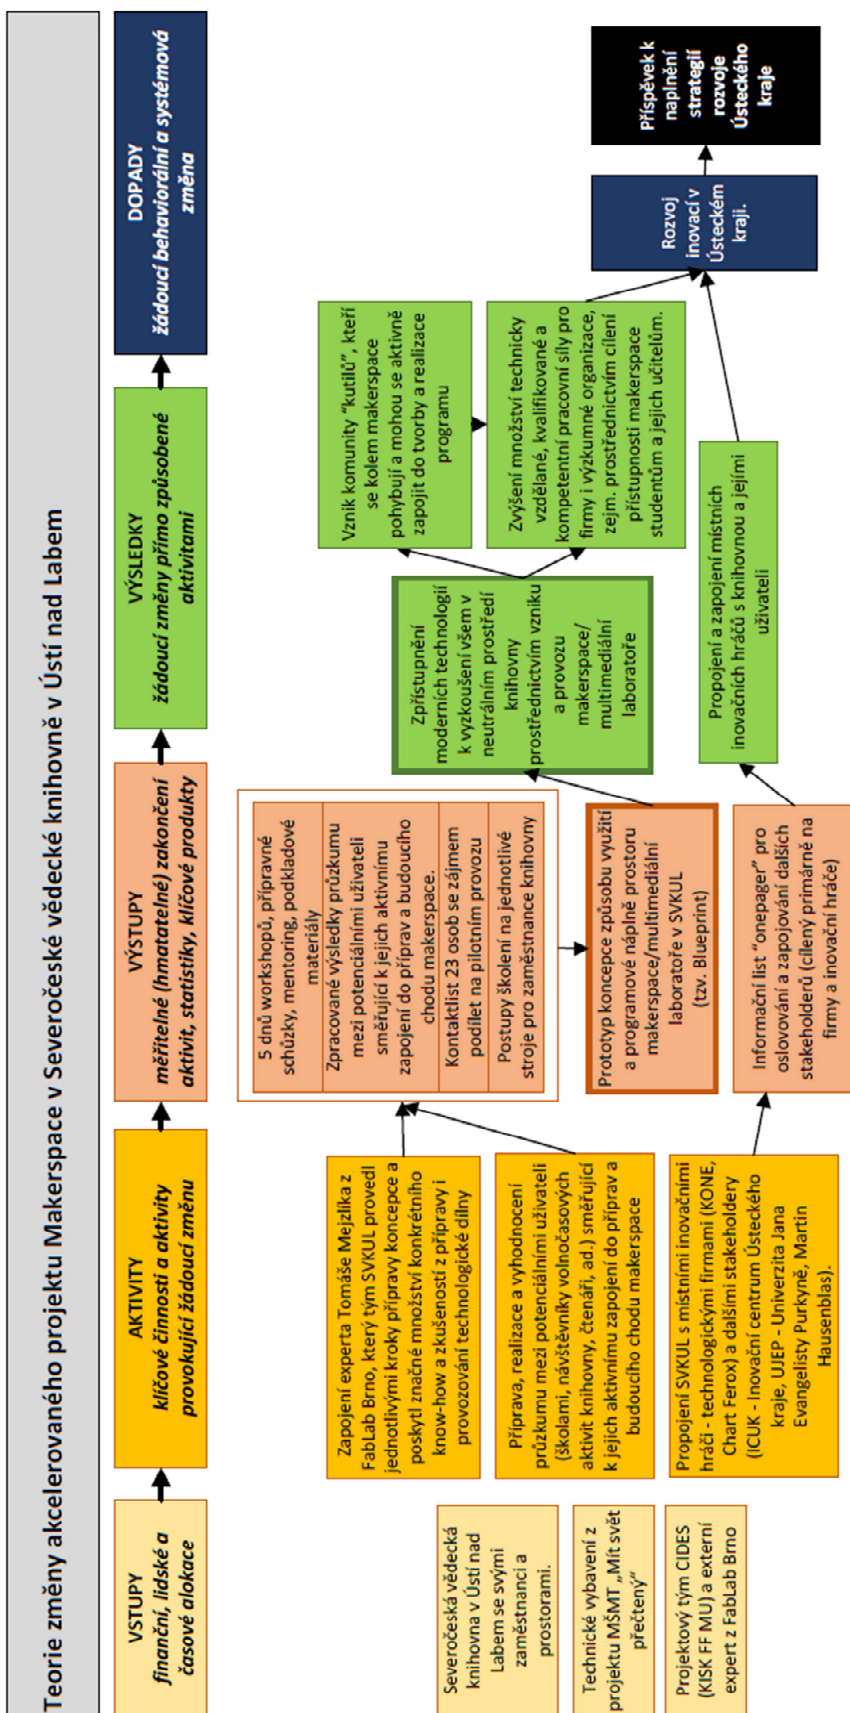 Teorie změny akcelerovaného projektu Makerspace v Severočeské vědecké knihovně v Ústí nad Labem
VSTUPY
finanční, lidské a
časové alokace
AKTIVITY
klíčové činnosti a aktivity
provokující žádoucí změnu
VÝSTUPY
měřitelné (hmatatelné) zakončení
aktivit, statistiky, klíčové produkty
VÝSLEDKY
žádoucí změny přímo způsobené
aktivitami
DOPADY
žádoucí behaviorální a systémová
změna
Severočeská vědecká
knihovna v Ústí nad
Labem se svými
zaměstnanci a
prostorami.
Technické vybavení z
projektu MŠMT „Mít svět
přečtený“
Projektový tým CIDES
(KISK FF MU) a externí
expert z FabLab Brno
Zapojení experta Tomáše Mejzlíka z
FabLab Brno, který tým SVKUL provedl
jednotlivými kroky přípravy koncepce a
poskytl značné množství konkrétního
know-how a zkušeností z přípravy i
provozování technologické dílny
Příprava, realizace a vyhodnocení
průzkumu mezi potenciálními uživateli
(školami, návštěvníky volnočasových
aktivit knihovny, čtenáři, ad.) směřující
k jejich aktivnímu zapojení do příprav a
budoucího chodu makerspace
Propojení SVKUL s místními inovačními
hráči - technologickými firmami (KONE,
Chart Ferox) a dalšími stakeholdery
(ICUK - Inovační centrum Ústeckého
kraje, UJEP - Univerzita Jana
Evangelisty Purkyně, Martin
Hausenblas).
5 dnů workshopů, přípravné
schůzky, mentoring, podkladové
materiály
Zpracované výsledky průzkumu
mezi potenciálními uživateli
směřující k jejich aktivnímu
zapojení do příprav a budoucího
chodu makerspace.
Kontaktlist 23 osob se zájmem
podílet na pilotním provozu
Postupy školení na jednotlivé
stroje pro zaměstnance knihovny
Prototyp koncepce způsobu využití
a programové náplně prostoru
makerspace/multimediální
laboratoře v SVKUL
(tzv. Blueprint)
Informační list "onepager" pro
oslovování a zapojování dalších
stakeholderů (cílený primárně na
firmy a inovační hráče)
Zpřístupnění
moderních technologií
k vyzkoušení všem v
neutrálním prostředí
knihovny
prostřednictvím vzniku
a provozu
makerspace/
multimediální
laboratoře
Vznik komunity "kutilů", kteří
se kolem makerspace
pohybují a mohou se aktivně
zapojit do tvorby a realizace
programu
Zvýšení množství technicky
vzdělané, kvalifikované a
kompetentní pracovní síly pro
firmy i výzkumné organizace,
zejm. prostřednictvím cílení
přístupnosti makerspace
studentům a jejich učitelům.
Propojení a zapojení místních
inovačních hráčů s knihovnou a jejími
uživateli
Rozvoj
inovací v
Ústeckém
kraji.
Příspěvek k
naplnění
strategií
rozvoje
Ústeckého
kraje